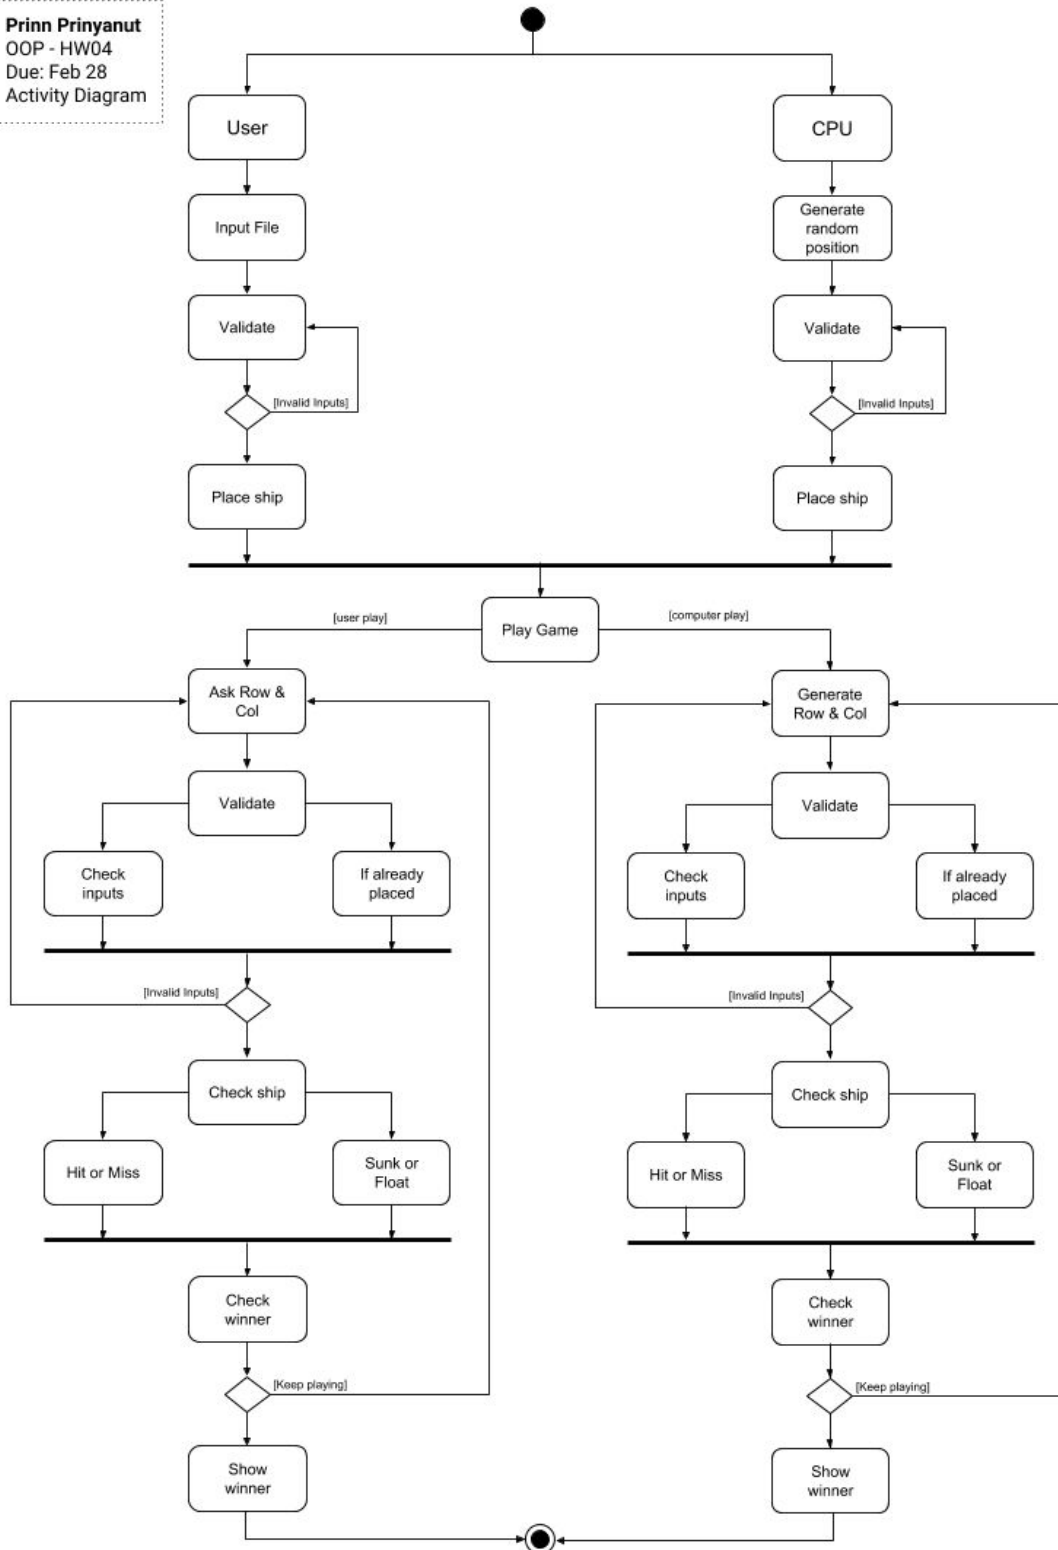 Prinn Prinyanut
OOP - HW04
Due: Feb 28
Activity Diagram
User
CPU
Input File
Generate
random
position
Validate
Validate
[Invalid Inputs]
[Invalid Inputs]
Place ship
Place ship
[user play]
Play Game
[computer play]
Ask Row &
Col
Generate
Row & Col
Validate
Validate
Check
inputs
If already
placed
Check
inputs
If already
placed
[Invalid Inputs]
[Invalid Inputs]
Check ship
Check ship
Hit or Miss
Sunk or
Float
Hit or Miss
Sunk or
Float
Check
winner
Check
winner
[Keep playing]
[Keep playing]
Show
winner
Show
winner